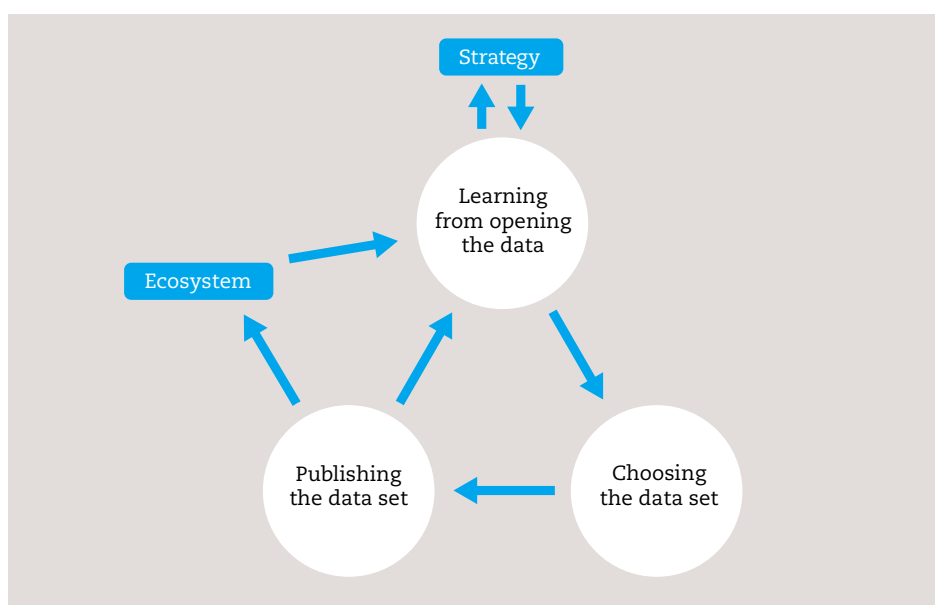 Strategy
Learning
from opening
the data
Ecosystem
Publishing
the data set
Choosing
the data set